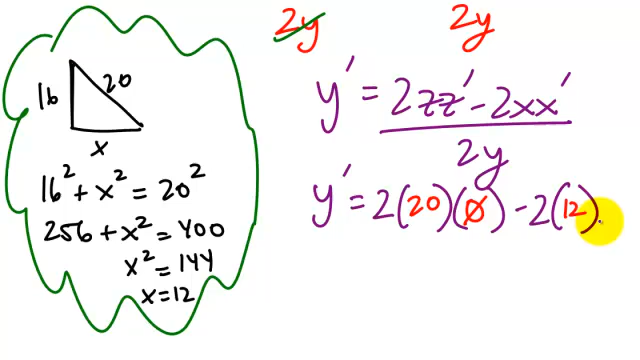 2y 2y
16 20
x
16² + x² = 20²
256 + x² = 400
x² = 144
x = 12
y' = 2zz' - 2xx'
2y
y' = 2(20)(0) - 2(12)